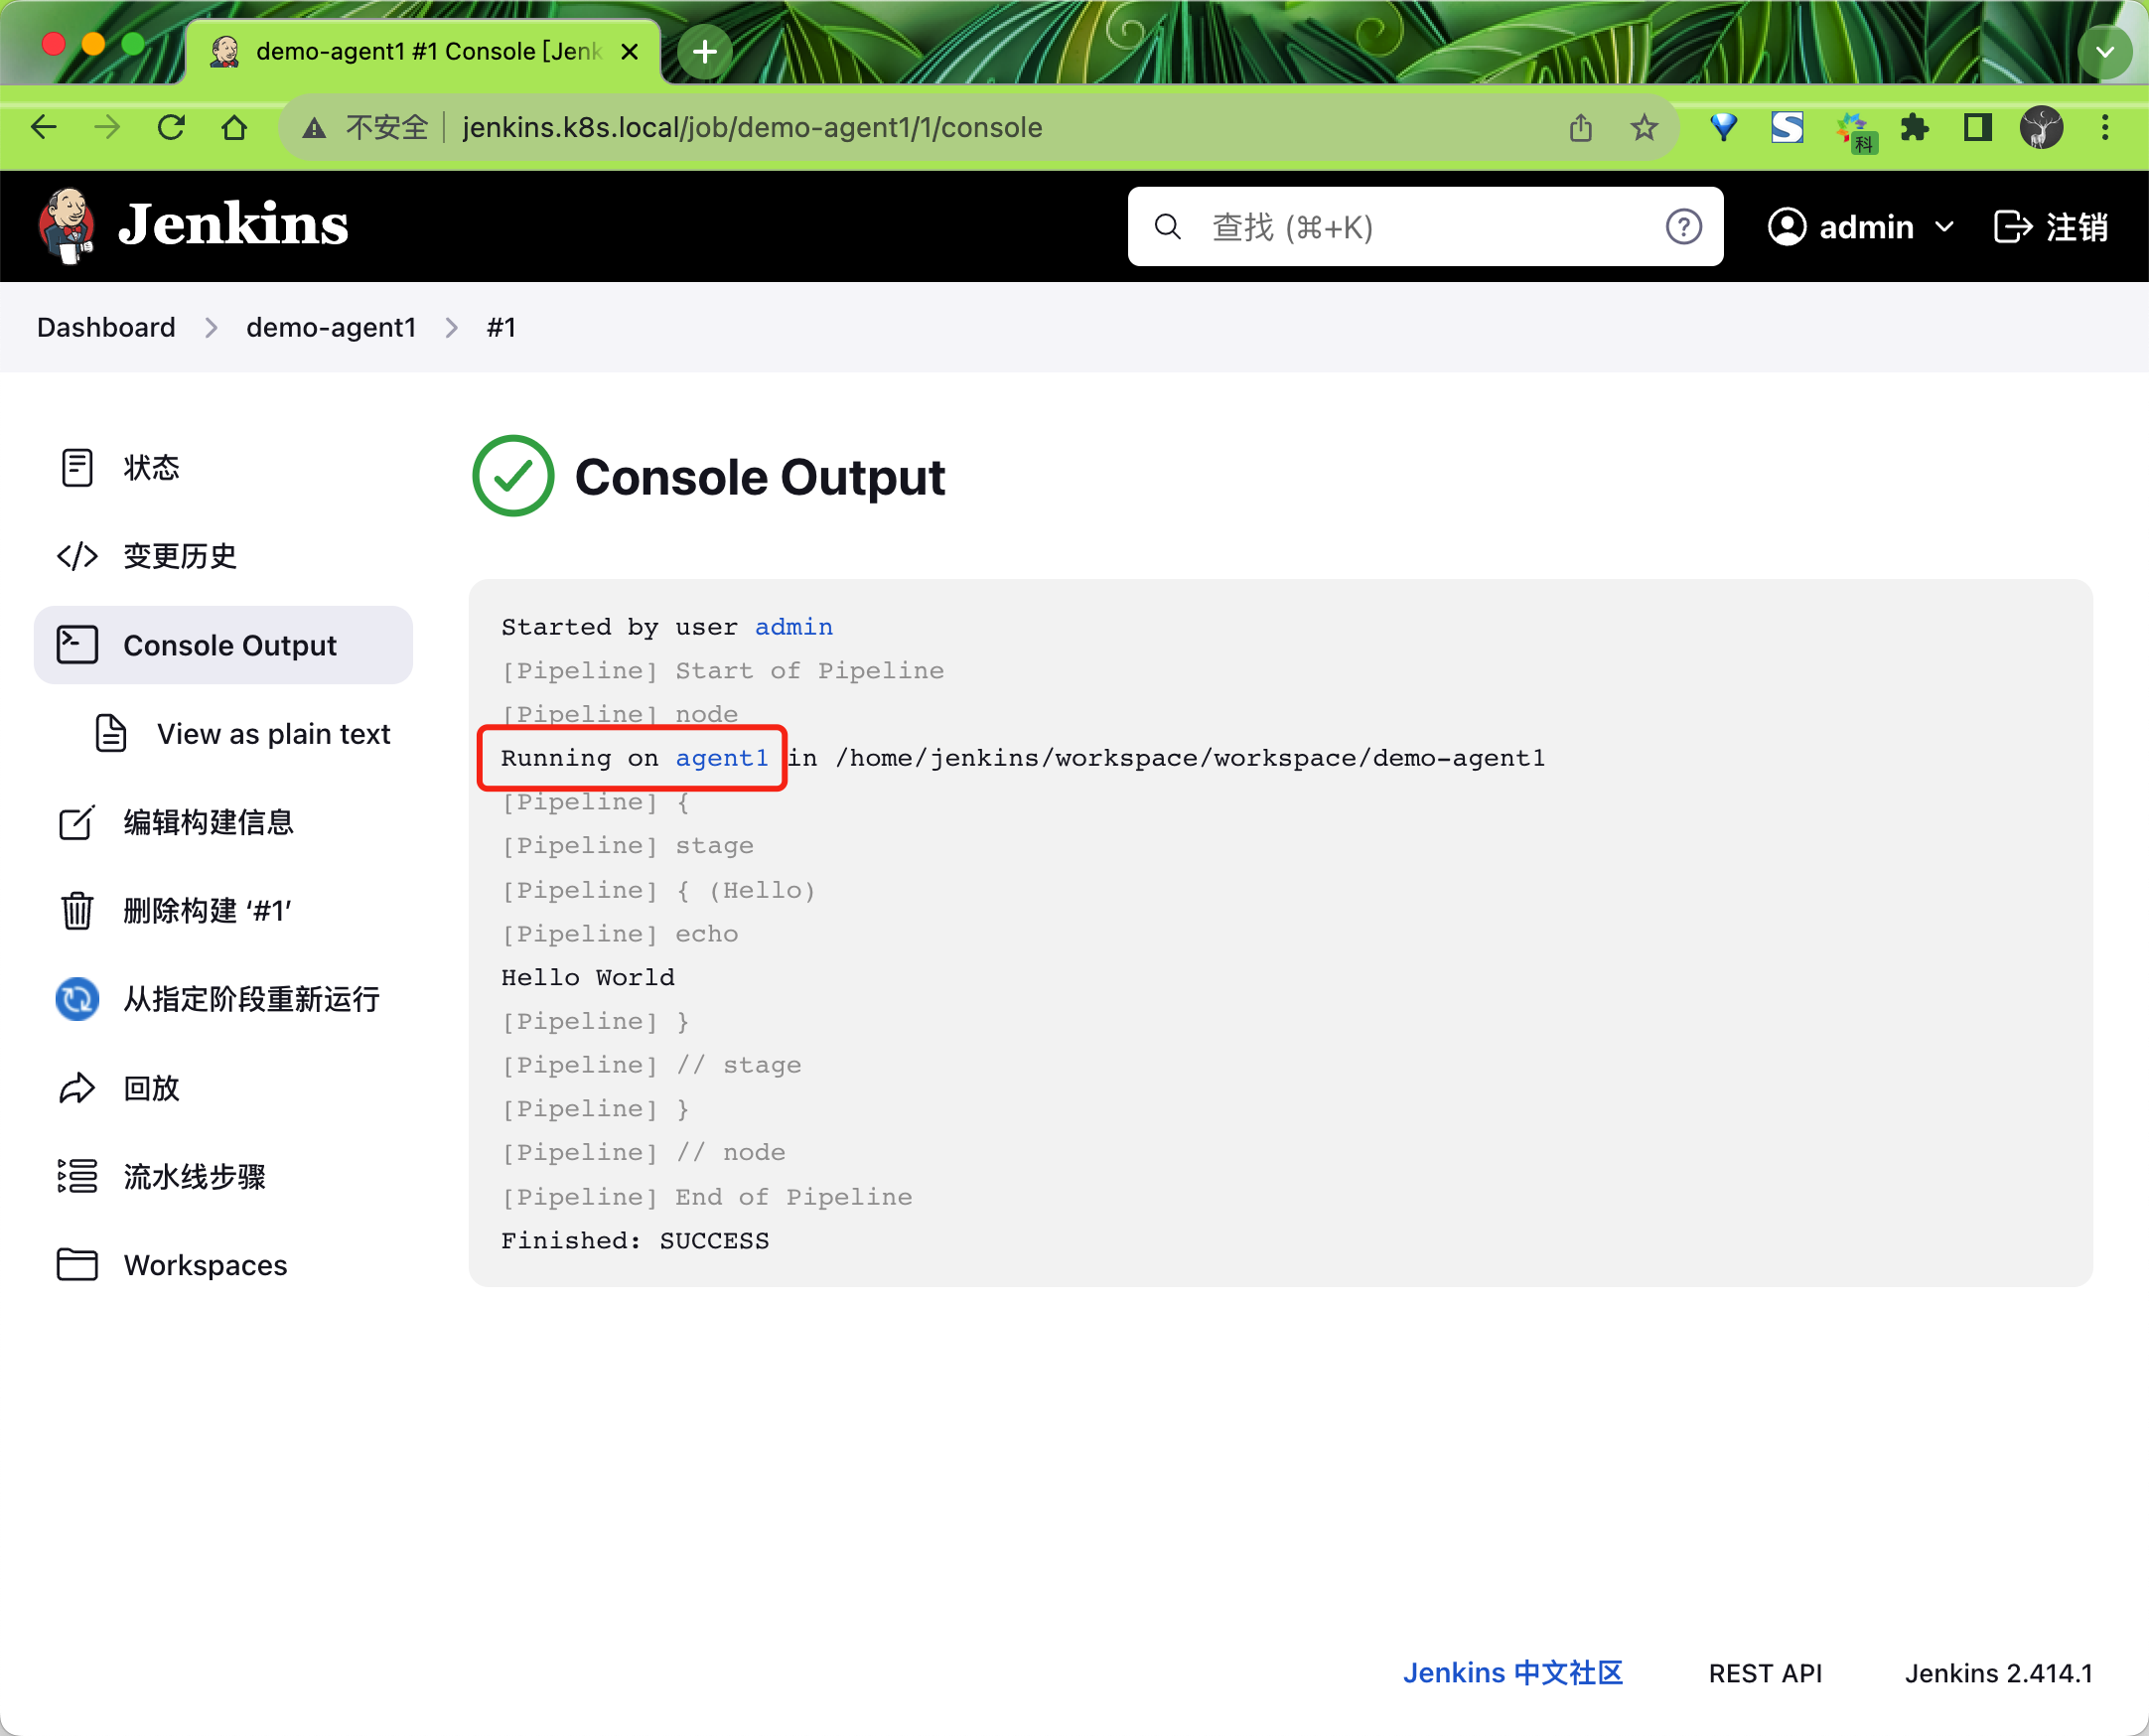 demo-agent1 #1 Console [Jenk
不安全 jenkins.k8s.local/job/demo-agent1/1/console
科
Jenkins
查找 (⌘+K)
admin
注销
Dashboard
demo-agent1
#1
状态
变更历史
Console Output
View as plain text
编辑构建信息
删除构建 ‘#1’
从指定阶段重新运行
回放
流水线步骤
Workspaces
Console Output
Started by user admin
[Pipeline] Start of Pipeline
[Pipeline] node
Running on agent1 in /home/jenkins/workspace/workspace/demo-agent1
[Pipeline] {
[Pipeline] stage
[Pipeline] { (Hello)
[Pipeline] echo
Hello World
[Pipeline] }
[Pipeline] // stage
[Pipeline] }
[Pipeline] // node
[Pipeline] End of Pipeline
Finished: SUCCESS
Jenkins 中文社区
REST API
Jenkins 2.414.1